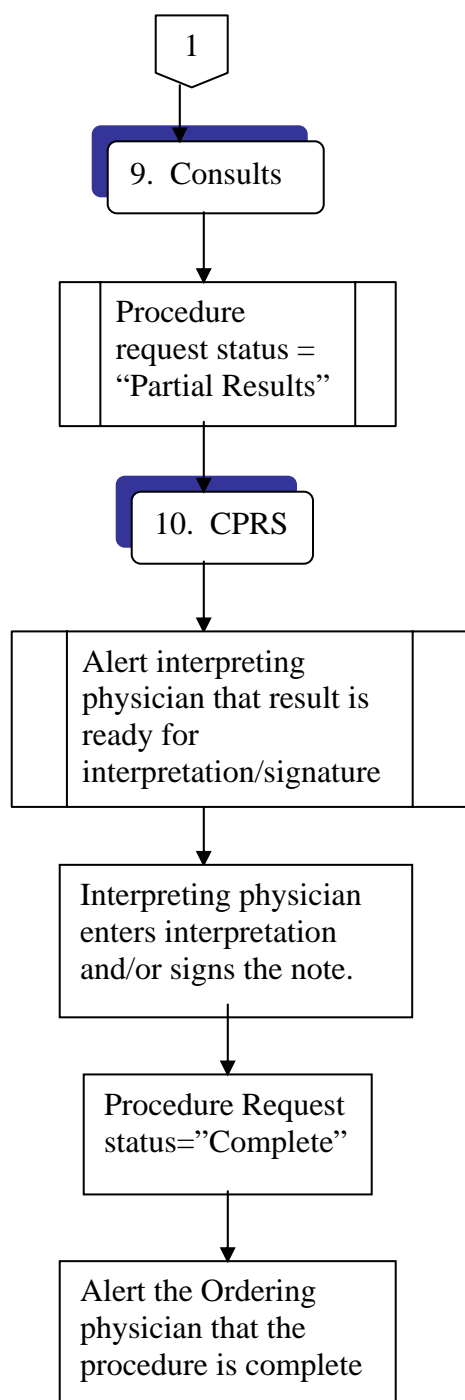 1
9. Consults
Procedure
request status =
“Partial Results”
10. CPRS
Alert interpreting
physician that result is
ready for
interpretation/signature
Interpreting physician
enters interpretation
and/or signs the note.
Procedure Request
status=”Complete”
Alert the Ordering
physician that the
procedure is complete